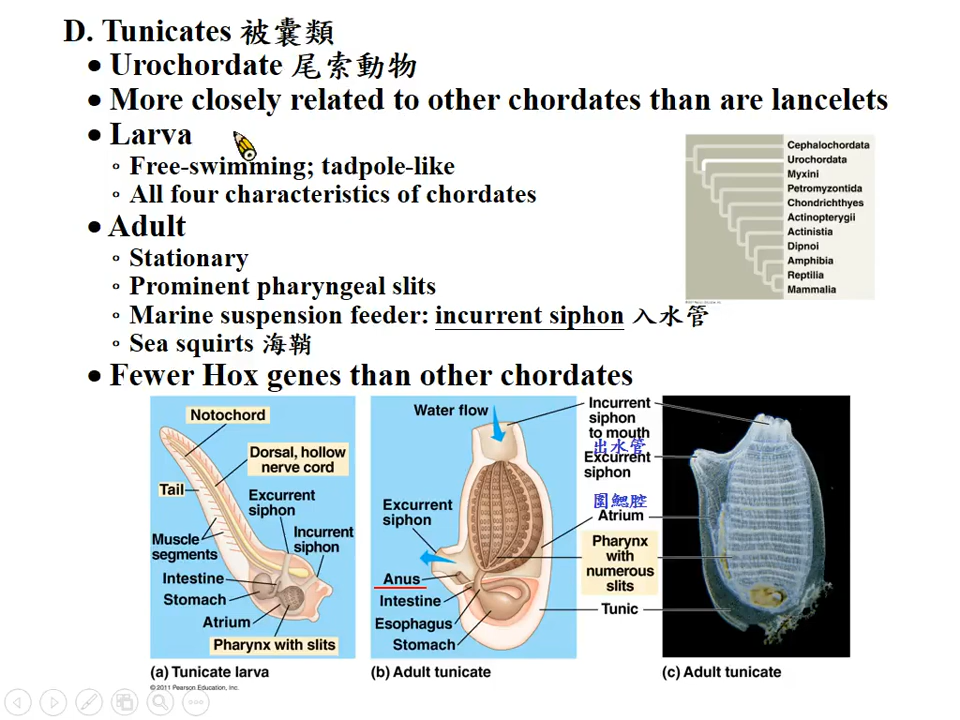 D. Tunicates 被囊類
• Urochordate 尾索動物
• More closely related to other chordates than are lancelets
• Larva
◦ Free-swimming; tadpole-like
◦ All four characteristics of chordates
• Adult
◦ Stationary
◦ Prominent pharyngeal slits
◦ Marine suspension feeder: incurrent siphon 入水管
◦ Sea squirts 海鞘
• Fewer Hox genes than other chordates
Cephalochordata
Urochordata
Myxini
Petromyzontida
Chondrichthyes
Actinopterygii
Actinistia
Dipnoi
Amphibia
Reptilia
Mammalia
Notochord
Dorsal, hollow
nerve cord
Tail
Excurrent
siphon
Incurrent
siphon
Muscle
segments
Intestine
Stomach
Atrium
Pharynx with slits
(a) Tunicate larva
© 2011 Pearson Education, Inc.
Water flow
Excurrent
siphon
Anus
Intestine
Esophagus
Stomach
(b) Adult tunicate
Incurrent
siphon
to mouth
出水管
Excurrent
siphon
圍鰓腔
Atrium
Pharynx
with
numerous
slits
Tunic
(c) Adult tunicate